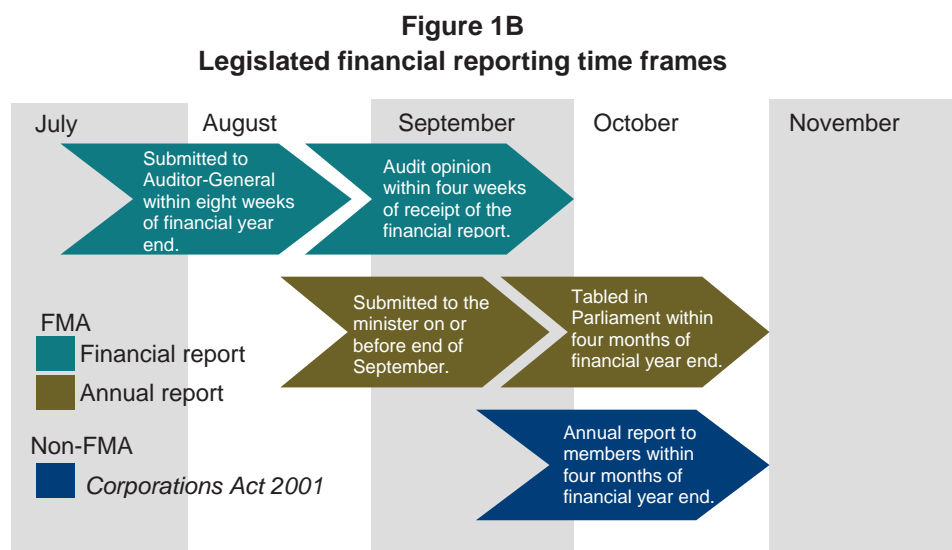 Figure 1B
Legislated financial reporting time frames
July
August
September
October
November
Submitted to
Auditor-General
within eight weeks
of financial year
end.
Audit opinion
within four weeks
of receipt of the
financial report.
Submitted to the
minister on or
before end of
September.
Tabled in
Parliament within
four months of
financial year end.
FMA
Financial report
Annual report
Non-FMA
Corporations Act 2001
Annual report to
members within
four months of
financial year end.